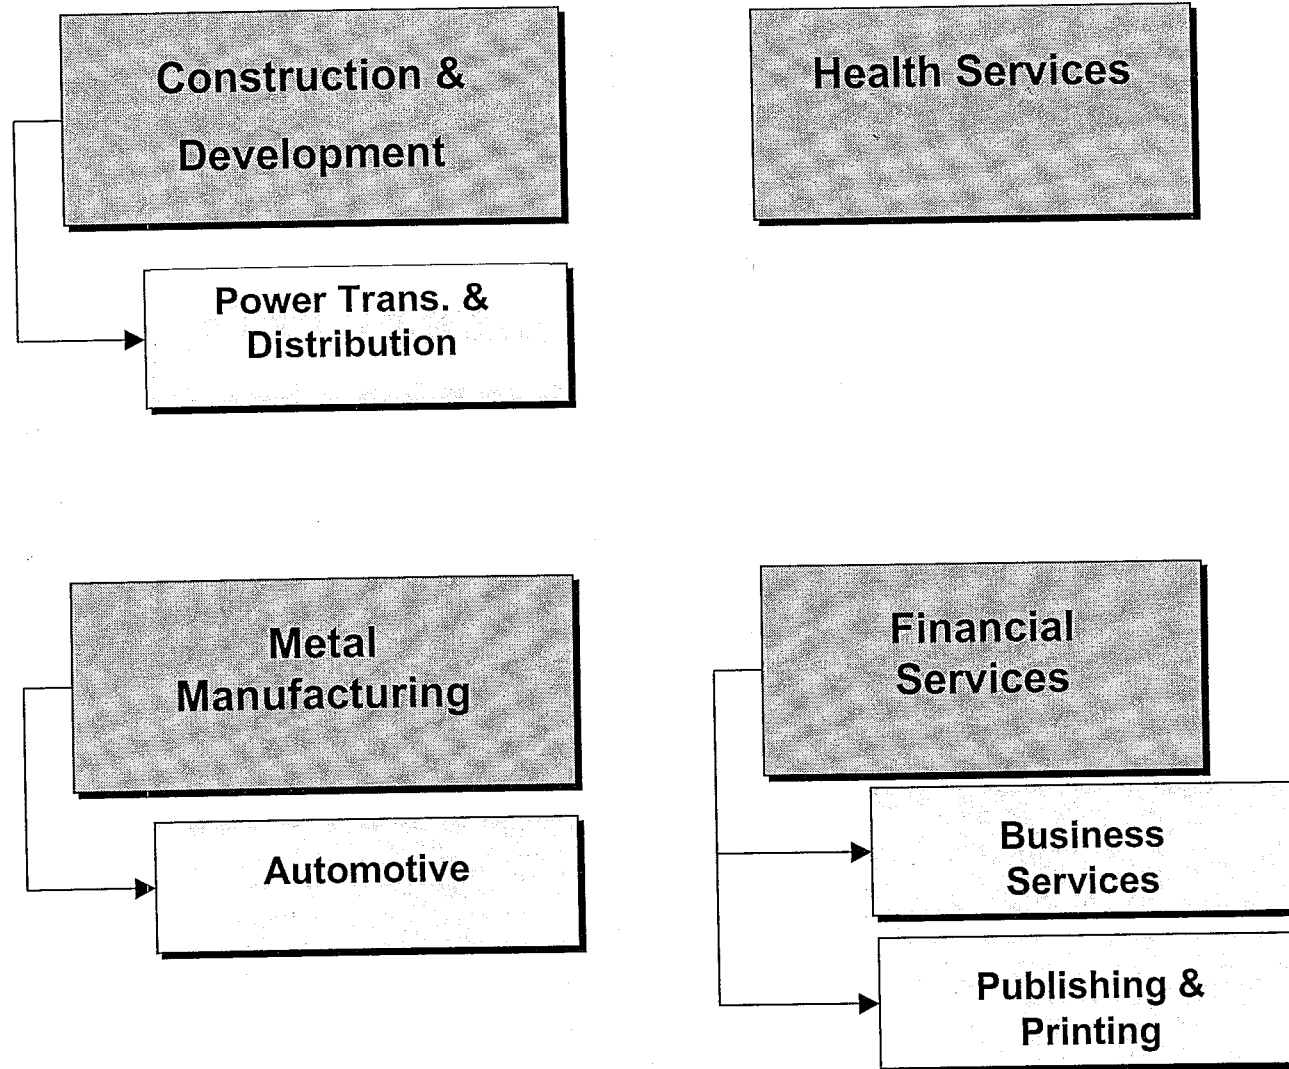 Construction &
Development
Power Trans. &
Distribution
Health Services
Metal
Manufacturing
Automotive
Financial
Services
Business
Services
Publishing &
Printing